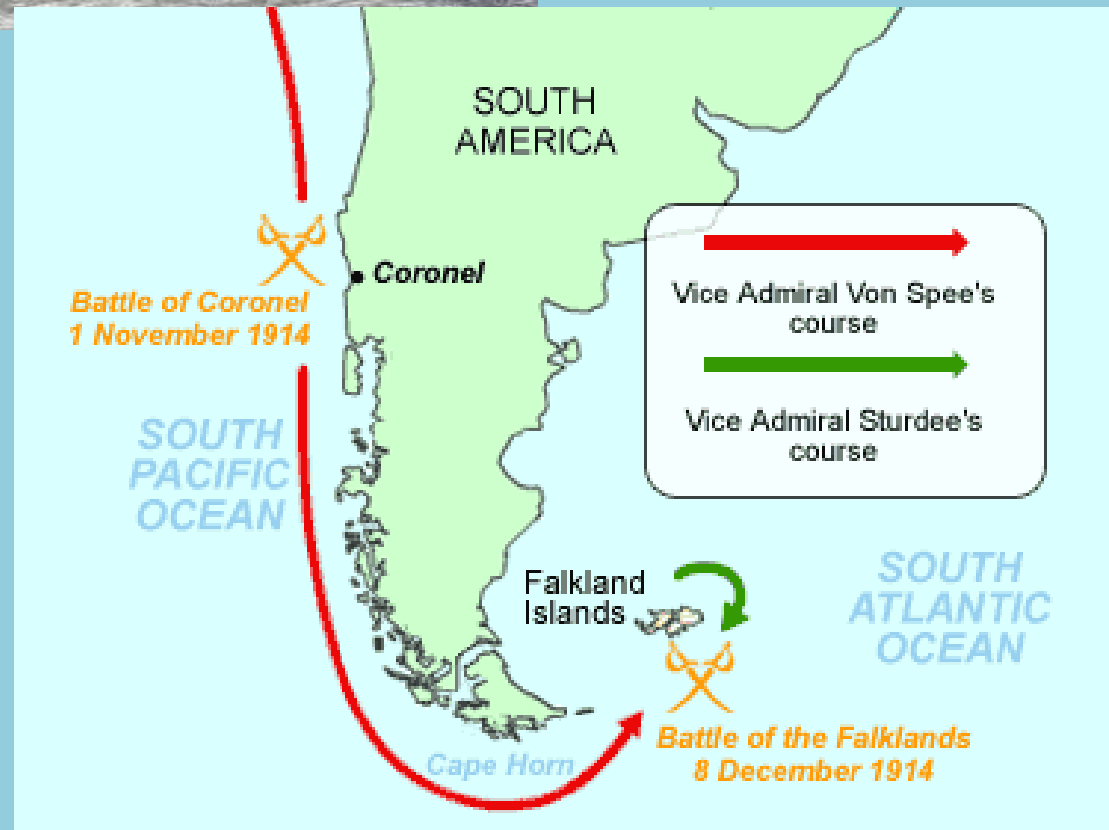 SOUTH
AMERICA
Coronel
Battle of Coronel
1 November 1914
Vice Admiral Von Spee's
course
Vice Admiral Sturdee's
course
SOUTH
PACIFIC
OCEAN
Falkland
Islands
SOUTH
ATLANTIC
OCEAN
Battle of the Falklands
8 December 1914
Cape Horn